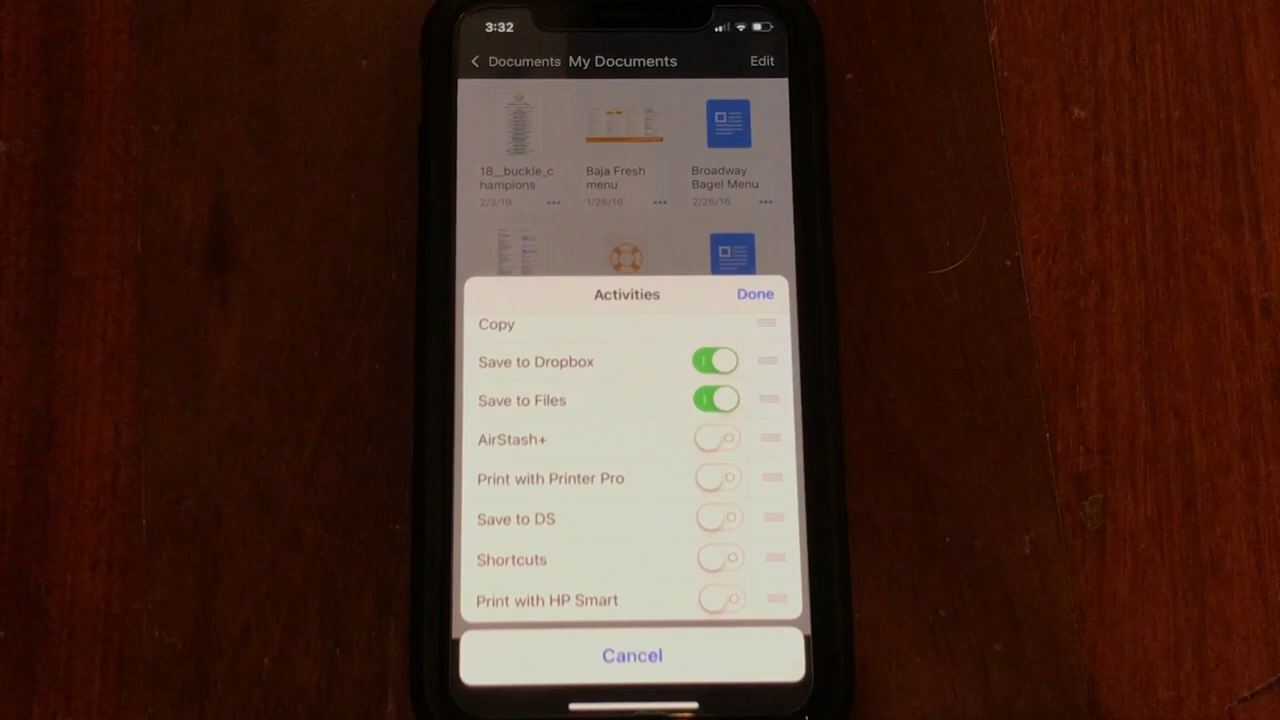 3:32
Documents My Documents Edit
18_buckle_c
hampions
2/3/19
Baja Fresh
menu
1/26/16
Broadway
Bagel Menu
2/26/16
Activities Done
Copy
Save to Dropbox
Save to Files
AirStash+
Print with Printer Pro
Save to DS
Shortcuts
Print with HP Smart
Cancel